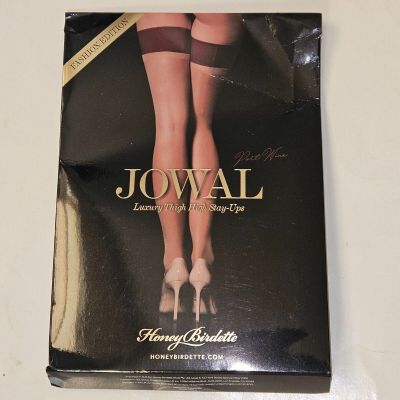 FASHION EDITION
Port Wine
JOWAL
Luxury Thigh High Stay-Ups
Honey Birdette
HONEYBIRDETTE.COM